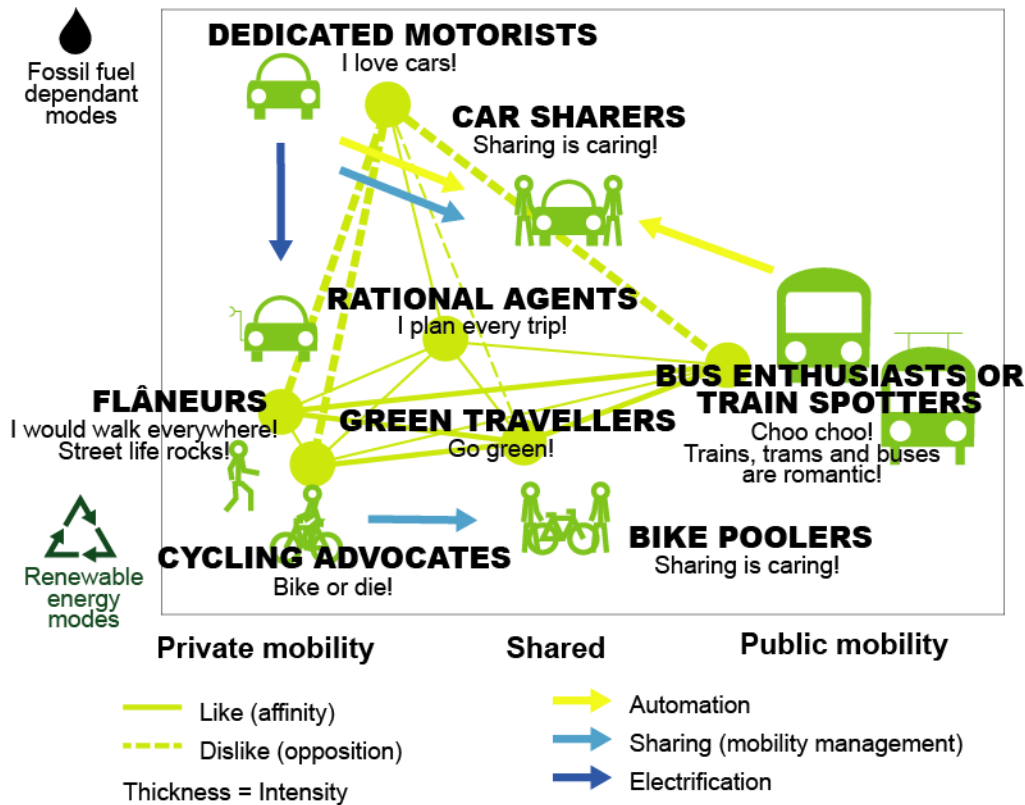 DEDICATED MOTORISTS
I love cars!
Fossil fuel
dependant
modes
CAR SHARERS
Sharing is caring!
RATIONAL AGENTS
I plan every trip!
FLÂNEURS
I would walk everywhere!
Street life rocks!
GREEN TRAVELLERS
Go green!
BUS ENTHUSIASTS OR
TRAIN SPOTTERS
Choo choo!
Trains, trams and buses
are romantic!
CYCLING ADVOCATES
Bike or die!
BIKE POOLERS
Sharing is caring!
Renewable
energy
modes
Private mobility
Shared
Public mobility
Like (affinity)
Dislike (opposition)
Thickness = Intensity
Automation
Sharing (mobility management)
Electrification